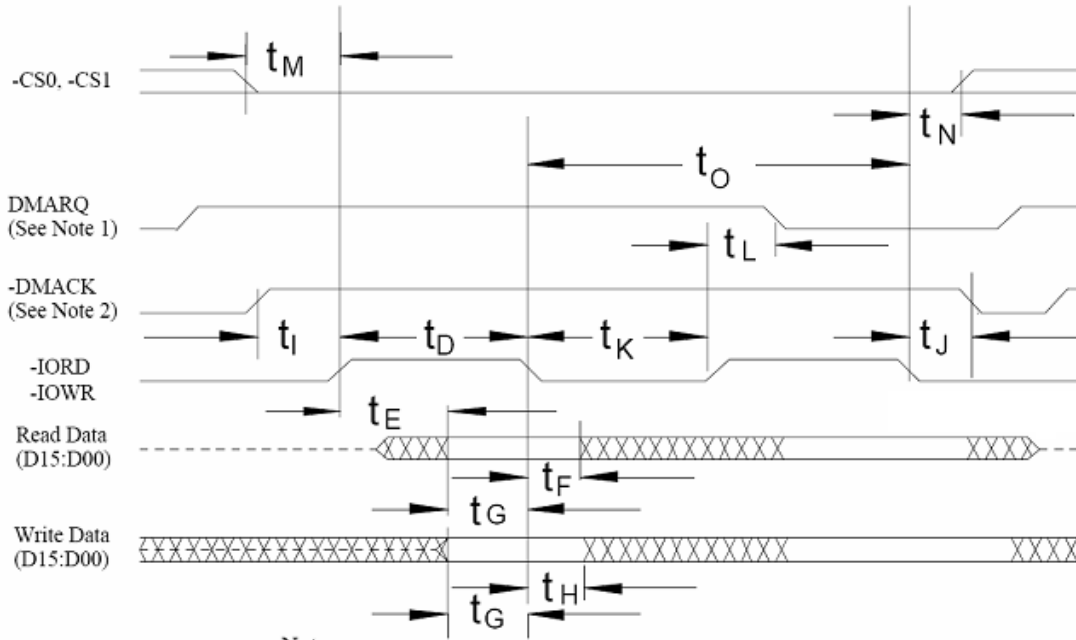 tM
-CS0, -CS1
tN
tO
DMARQ
(See Note 1)
tL
-DMACK
(See Note 2)
tI
tD
tK
tJ
-IORD
-IOWR
tE
Read Data
(D15:D00)
tF
tG
Write Data
(D15:D00)
tH
tG